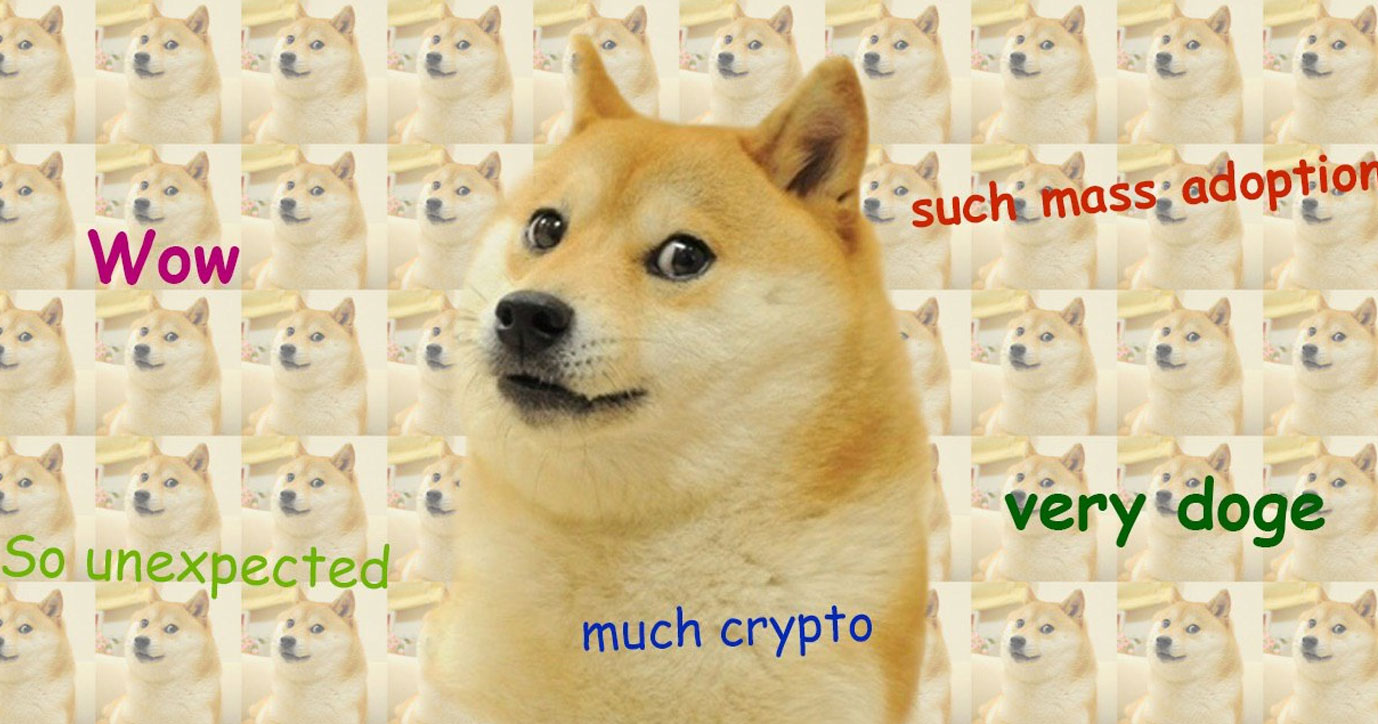 such mass adoption
Wow
very doge
So unexpected
much crypto